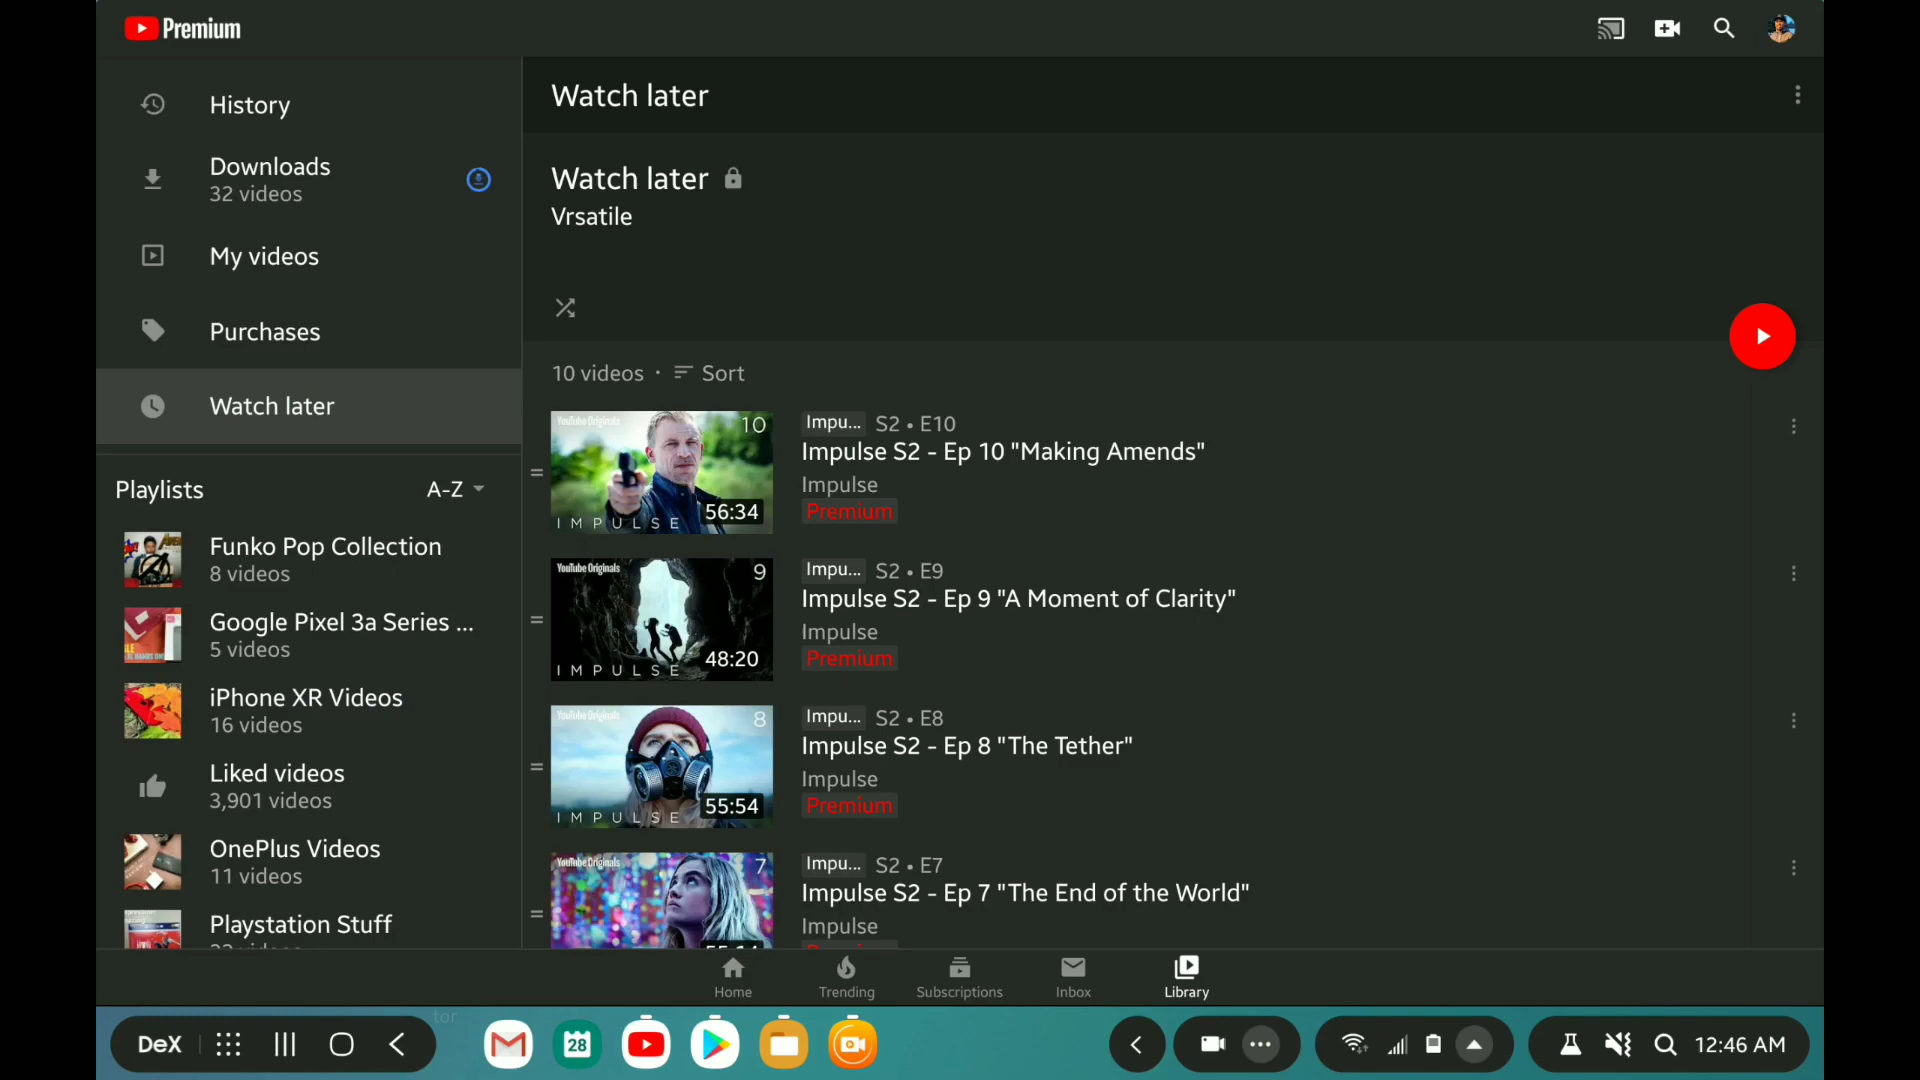 Premium
History
Downloads
32 videos
My videos
Purchases
Watch later
Playlists
A-Z
Funko Pop Collection
8 videos
Google Pixel 3a Series ...
5 videos
iPhone XR Videos
16 videos
Liked videos
3,901 videos
OnePlus Videos
11 videos
Playstation Stuff
Watch later
Watch later
Vrsatile
10 videos • Sort
YouTube Originals
10
IMPULSE
56:34
Impu... S2 • E10
Impulse S2 - Ep 10 "Making Amends"
Impulse
Premium
YouTube Originals
9
IMPULSE
48:20
Impu... S2 • E9
Impulse S2 - Ep 9 "A Moment of Clarity"
Impulse
Premium
YouTube Originals
8
IMPULSE
55:54
Impu... S2 • E8
Impulse S2 - Ep 8 "The Tether"
Impulse
Premium
YouTube Originals
7
Impu... S2 • E7
Impulse S2 - Ep 7 "The End of the World"
Impulse
Home
Trending
Subscriptions
Inbox
Library
tor
DeX
28
12:46 AM